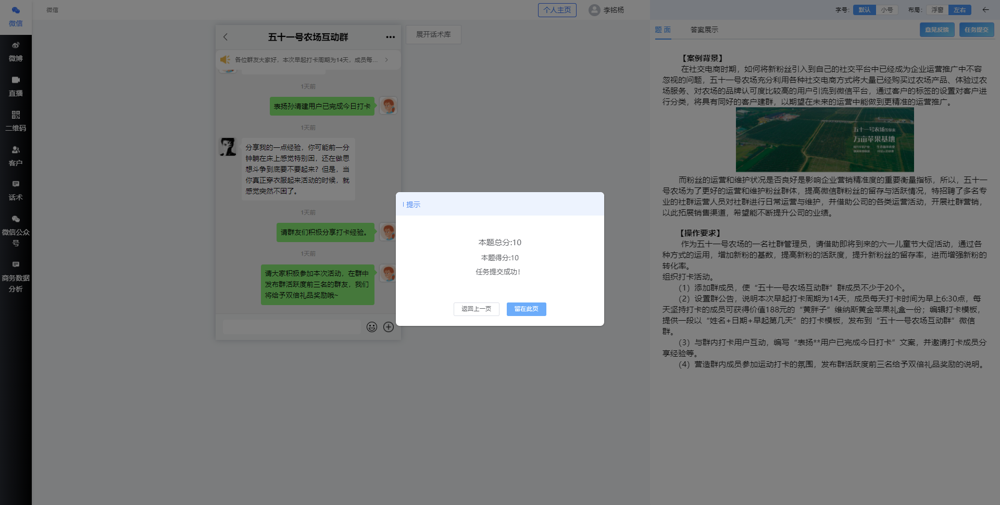 微信
微博
直播
二维码
客户
话术
微信公众
号
商务数据
分析
微信
个人主页
李铭杨
字号：
默认
小号
布局：
浮窗
左右
五十一号农场互动群
展开话术库
各位群友大家好，本次早起打卡周期为14天，成员每...
1天前
表扬孙清建用户已完成今日打卡
1天前
分享我的一点经验，你可能前一分
钟躺在床上感觉特别困，还在做思
想斗争到底要不要起来？但是，当
你真正穿衣服起来活动的时候，就
感觉突然不困了。
1天前
请群友们积极分享打卡经验。
1天前
请大家积极参加本次活动，在群中
发布群活跃度前三名的群友，我们
将给予双倍礼品奖励哦~
提示
本题总分:10
本题得分:10
任务提交成功!
返回上一页
留在此页
题 面
答案展示
意见反馈
任务提交
【案例背景】
在社交电商时期，如何将新粉丝引入到自己的社交平台中已经成为企业运营推广中不容
忽视的问题，五十一号农场充分利用各种社交电商方式将大量已经购买过农场产品、体验过农
场服务、对农场的品牌认可度比较高的用户引流到微信平台，通过客户的标签的设置对客户进
行分类，将具有同好的客户建群，以期望在未来的运营中能做到更精准的运营推广。
五十一号农场
万亩苹果基地
而粉丝的运营和维护状况是否良好是影响企业营销精准度的重要衡量指标，所以，五十一
号农场为了更好的运营和维护粉丝群体，提高微信群粉丝的留存与活跃情况，特招聘了多名专
业的社群运营人员对社群进行日常运营与维护，并借助公司的各类运营活动，开展社群营销，
以此拓展销售渠道，希望能不断提升公司的业绩。
【操作要求】
作为五十一号农场的一名社群管理员，请借助即将到来的六一儿童节大促活动，通过各
种方式的运用，增加新粉的基数，提高新粉的活跃度，提升新粉丝的留存率，进而增强新粉的
转化率。
组织打卡活动。
（1）添加群成员，使“五十一号农场互动群”群成员不少于20个。
（2）设置群公告，说明本次早起打卡周期为14天，成员每天打卡时间为早上6:30点，每
天坚持打卡的成员可获得价值188元的“黄胖子”维纳斯黄金苹果礼盒一份；编辑打卡模板，
提供一段以“姓名+日期+早起第几天”的打卡模板，发布到“五十一号农场互动群”微信
群。
（3）与群内打卡用户互动，编写“表扬**用户已完成今日打卡”文案，并邀请打卡成员分
享经验等。
（4）营造群内成员参加运动打卡的氛围，发布群活跃度前三名给予双倍礼品奖励的说明。